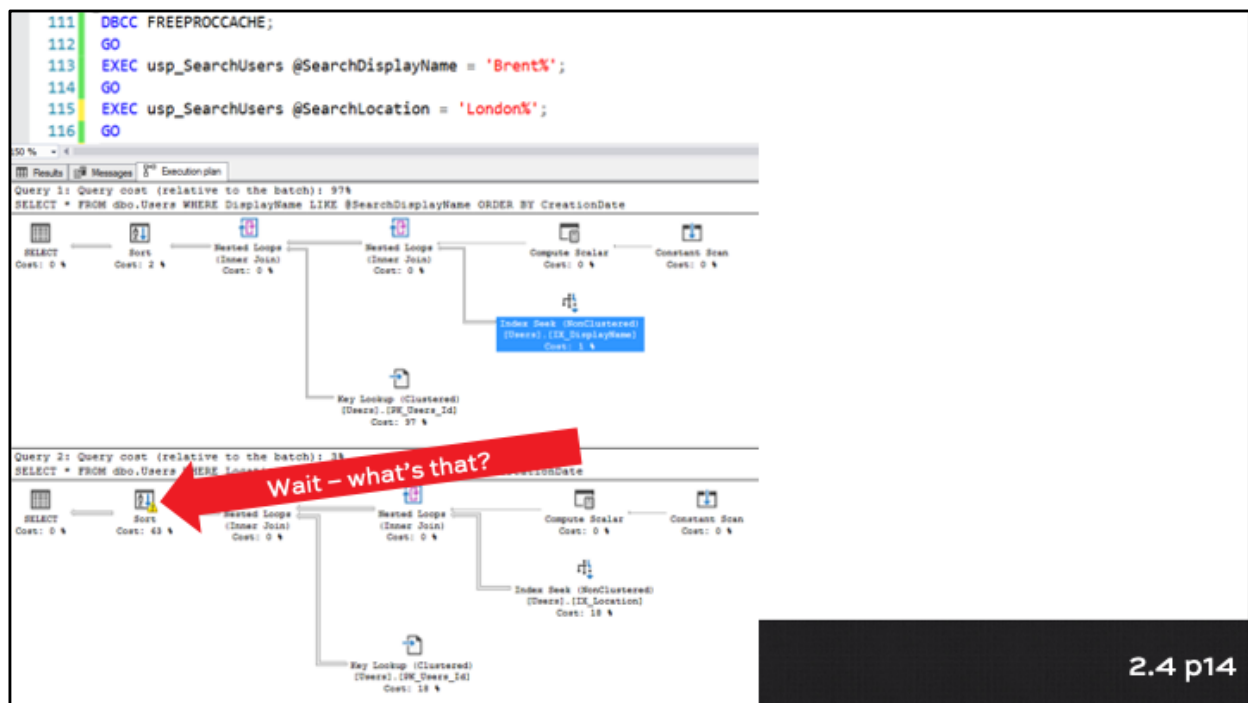 111 DBCC FREEPROCCACHE;
112 GO
113 EXEC usp_SearchUsers @SearchDisplayName = 'Brent%';
114 GO
115 EXEC usp_SearchUsers @SearchLocation = 'London%';
116 GO
Results Messages Execution plan
Query 1: Query cost (relative to the batch): 97%
SELECT * FROM dbo.Users WHERE DisplayName LIKE @SearchDisplayName ORDER BY CreationDate
SELECT
Cost: 0 %
Sort
Cost: 2 %
Nested Loops
(Inner Join)
Cost: 0 %
Nested Loops
(Inner Join)
Cost: 0 %
Compute Scalar
Cost: 0 %
Constant Scan
Cost: 0 %
Index Seek (NonClustered)
[Users].[IX_DisplayName]
Cost: 1 %
Key Lookup (Clustered)
[Users].[PK_Users_Id]
Cost: 97 %
Query 2: Query cost (relative to the batch): 3%
SELECT * FROM dbo.Users WHERE
Wait – what's that?
SELECT
Cost: 0 %
Sort
Cost: 63 %
Nested Loops
(Inner Join)
Cost: 0 %
Nested Loops
(Inner Join)
Cost: 0 %
Compute Scalar
Cost: 0 %
Constant Scan
Cost: 0 %
Index Seek (NonClustered)
[Users].[IX_Location]
Cost: 18 %
Key Lookup (Clustered)
[Users].[PK_Users_Id]
Cost: 18 %
2.4 p14